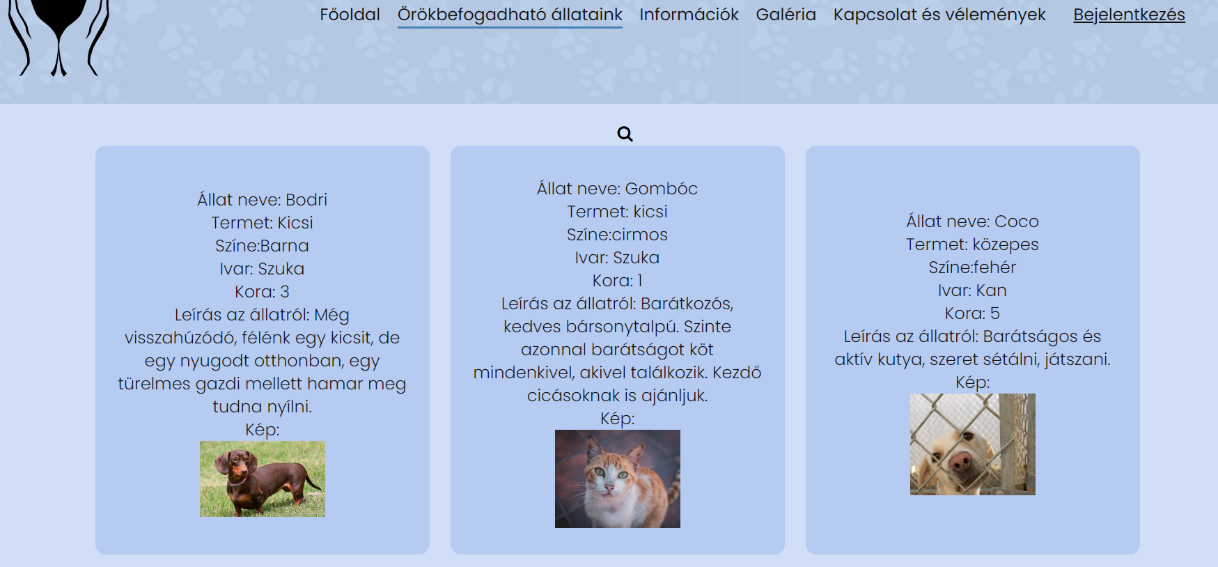 Főoldal Örökbefogadható állataink Információk Galéria Kapcsolat és vélemények Bejelentkezés
Állat neve: Bodri
Termet: Kicsi
Színe:Barna
Ivar: Szuka
Kora: 3
Leírás az állatról: Még
visszahúzódó, félénk egy kicsit, de
egy nyugodt otthonban, egy
türelmes gazdi mellett hamar meg
tudna nyílni.
Kép:
Állat neve: Gombóc
Termet: kicsi
Színe:cirmos
Ivar: Szuka
Kora: 1
Leírás az állatról: Barátkozós,
kedves bársonytalpú. Szinte
azonnal barátságot köt
mindenkivel, akivel találkozik. Kezdő
cicásoknak is ajánljuk.
Kép:
Állat neve: Coco
Termet: közepes
Színe:fehér
Ivar: Kan
Kora: 5
Leírás az állatról: Barátságos és
aktív kutya, szeret sétálni, játszani.
Kép: